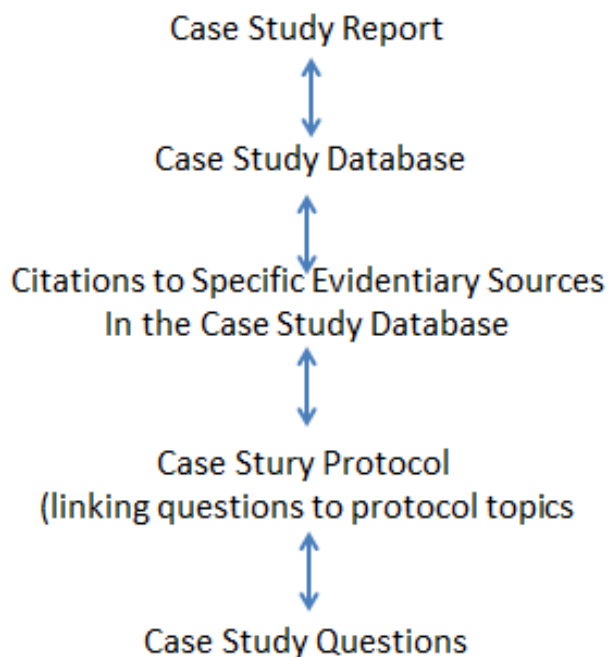 Case Study Report
Case Study Database
Citations to Specific Evidentiary Sources
In the Case Study Database
Case Stury Protocol
(linking questions to protocol topics
Case Study Questions